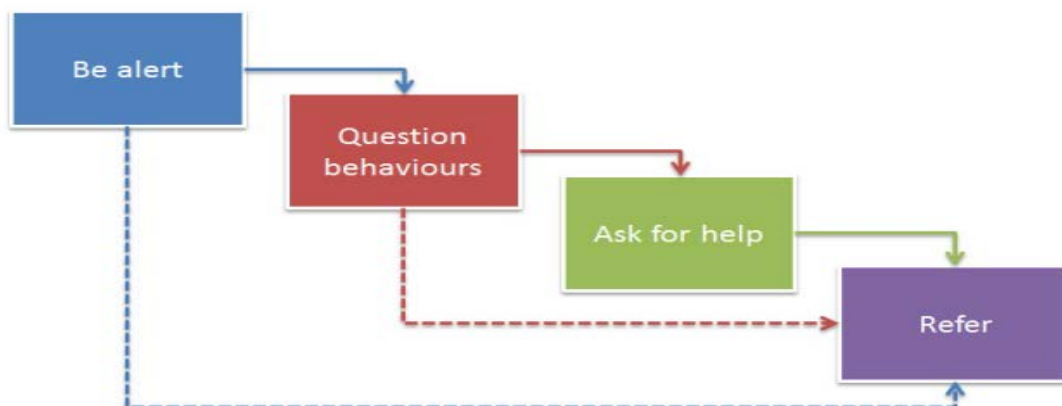 Be alert
Question
behaviours
Ask for help
Refer